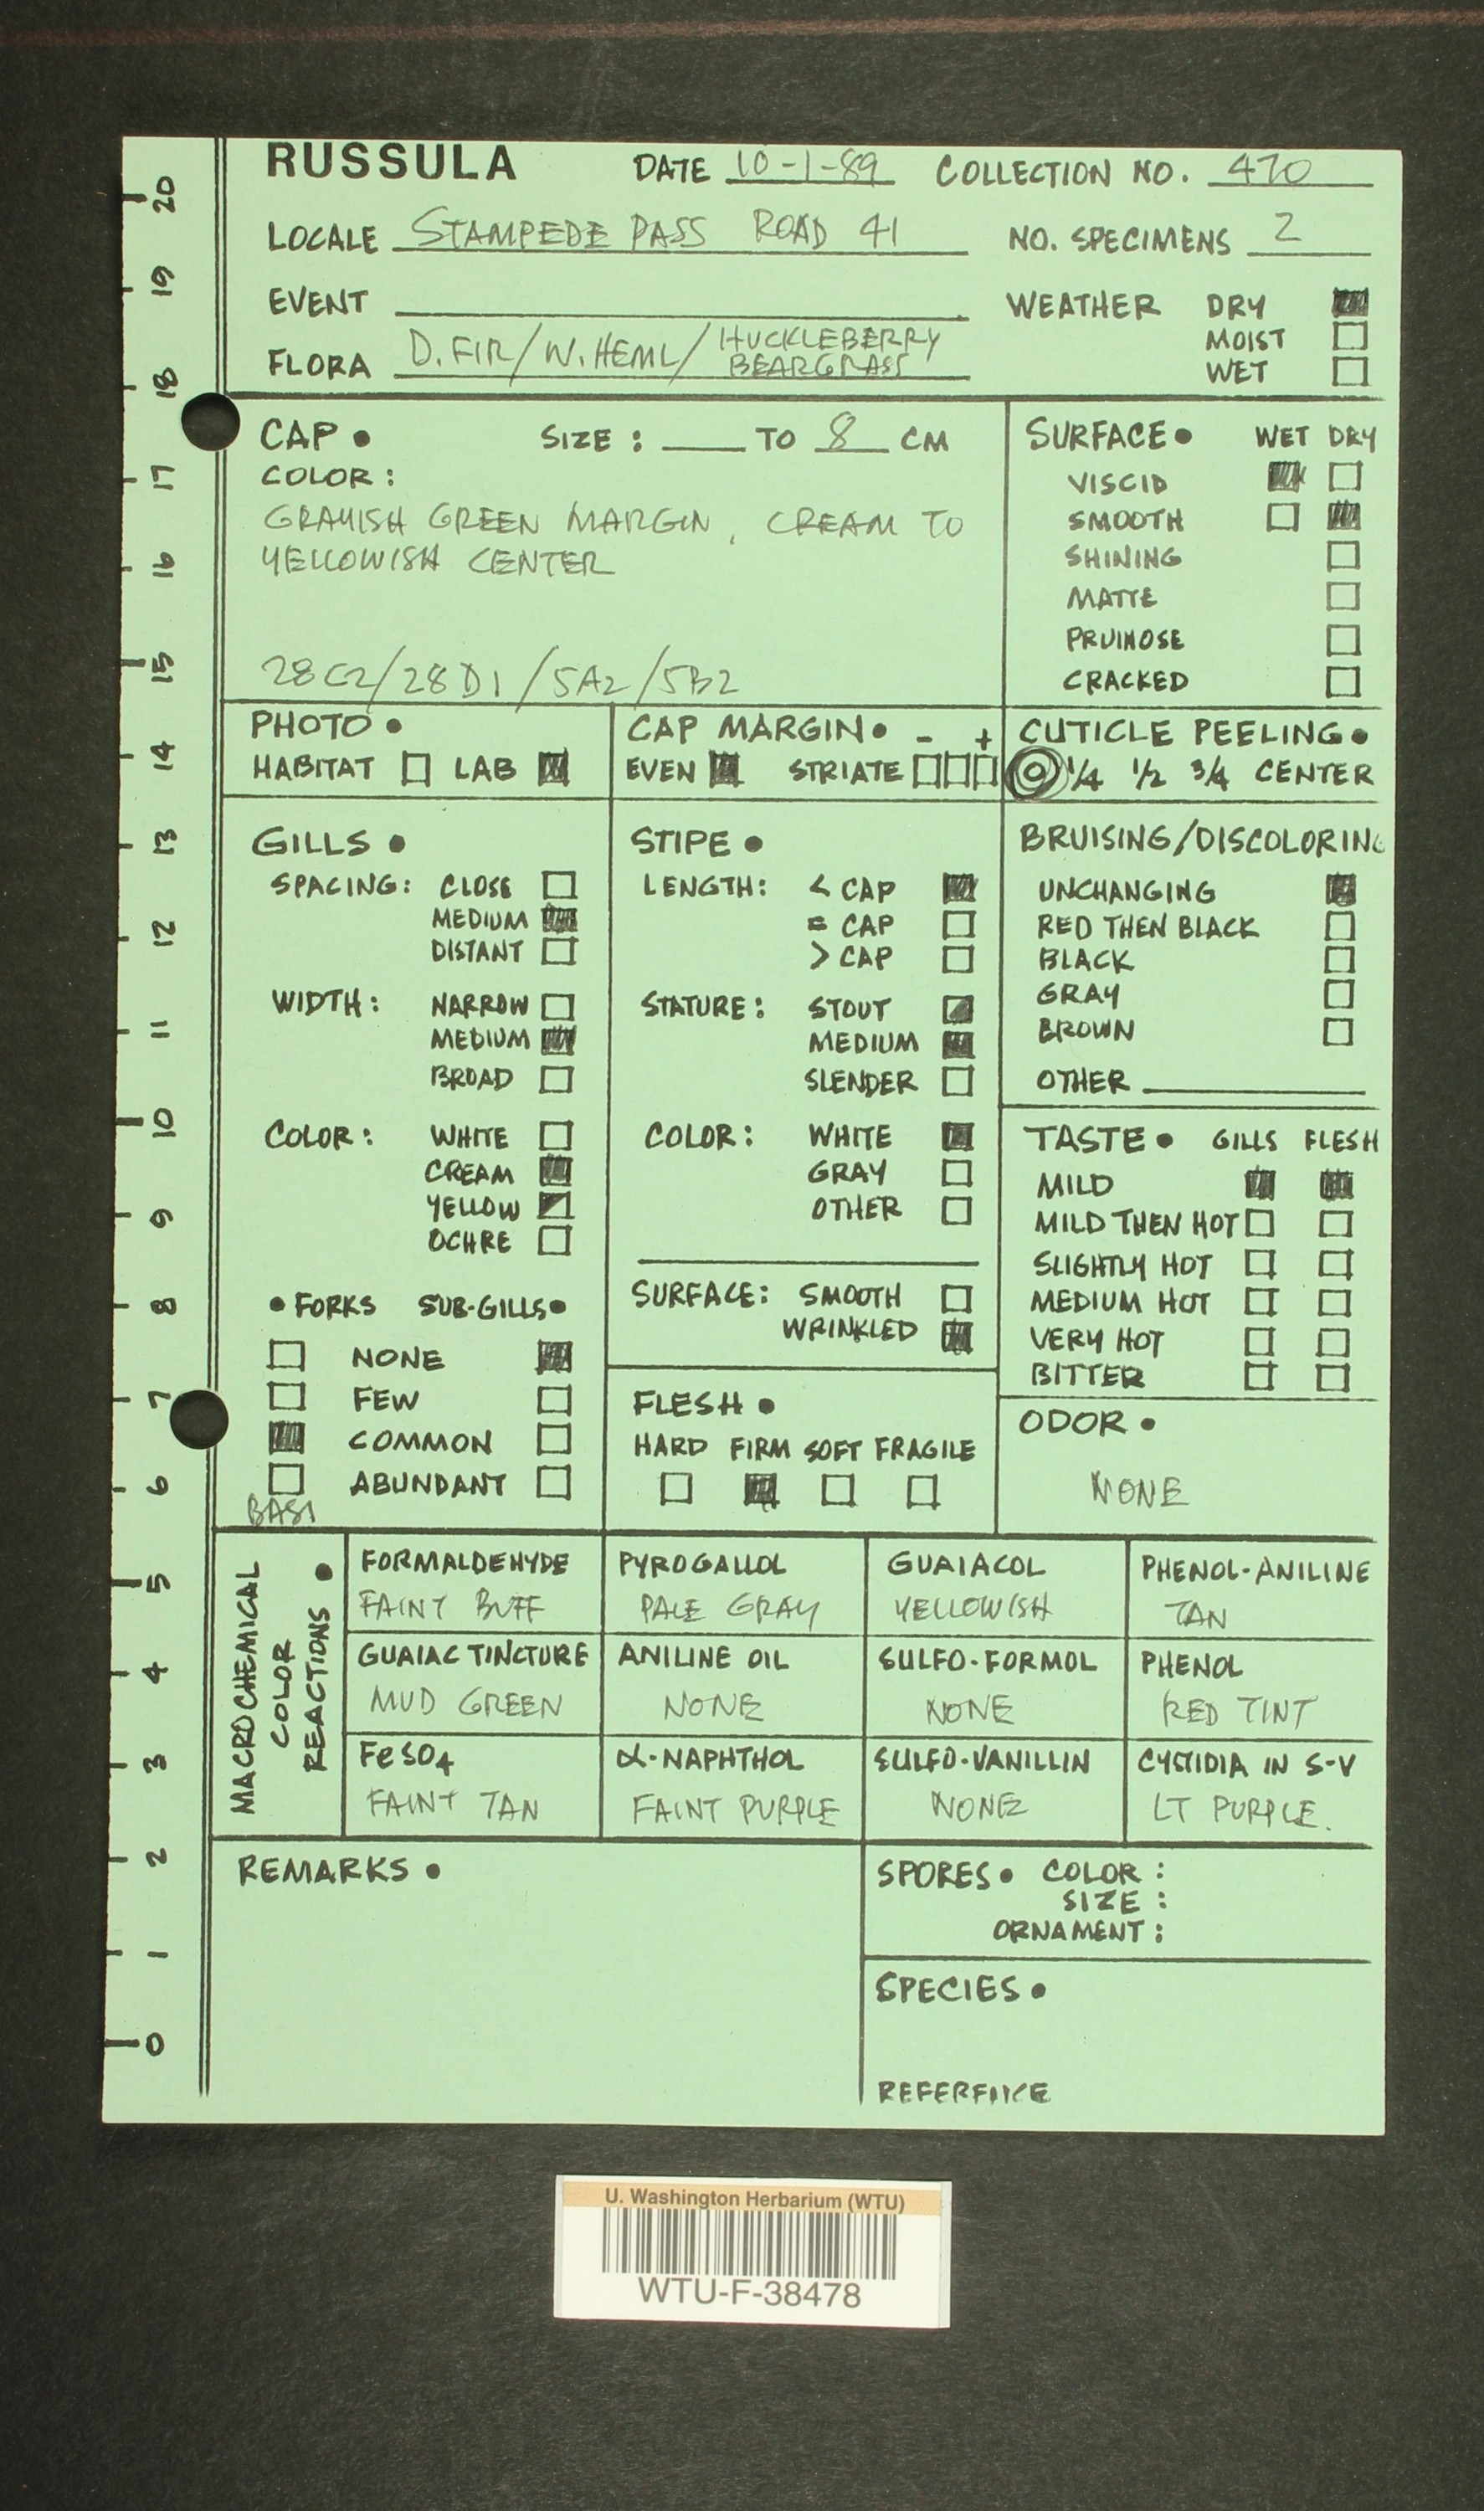 RUSSULA DATE 10-1-89 COLLECTION NO. 470
LOCALE STAMPEDE PASS ROAD 41 NO. SPECIMENS 2
EVENT WEATHER DRY
MOIST
FLORA D.FIR/W.HEML/HUCKLEBERRY BEARGRASS WET
CAP • SIZE : TO 8 CM
COLOR :
GRAYISH GREEN MARGIN, CREAM TO
YELLOWISH CENTER
28C2/28D1/5A2/5B2
SURFACE • WET DRY
VISCID
SMOOTH
SHINING
MATTE
PRUINOSE
CRACKED
PHOTO •
HABITAT LAB
CAP MARGIN • - +
EVEN STRIATE
CUTICLE PEELING •
0 1/4 1/2 3/4 CENTER
GILLS •
SPACING: CLOSE
MEDIUM
DISTANT
WIDTH: NARROW
MEDIUM
BROAD
COLOR: WHITE
CREAM
YELLOW
OCHRE
• FORKS SUB-GILLS •
NONE
FEW
COMMON
ABUNDANT
STIPE •
LENGTH: < CAP
= CAP
> CAP
STATURE: STOUT
MEDIUM
SLENDER
COLOR: WHITE
GRAY
OTHER
SURFACE: SMOOTH
WRINKLED
FLESH •
HARD FIRM SOFT FRAGILE
BRUISING/DISCOLORING
UNCHANGING
RED THEN BLACK
BLACK
GRAY
BROWN
OTHER
TASTE • GILLS FLESH
MILD
MILD THEN HOT
SLIGHTLY HOT
MEDIUM HOT
VERY HOT
BITTER
ODOR •
NONE
MACROCHEMICAL
COLOR
REACTIONS •
FORMALDEHYDE PYROGALLOL GUAIACOL PHENOL-ANILINE
FAINT BUFF PALE GRAY YELLOWISH TAN
GUAIAC TINCTURE ANILINE OIL SULFO-FORMOL PHENOL
MUD GREEN NONE NONE RED TINT
FeSO4 α-NAPHTHOL SULFO-VANILLIN CYSTIDIA IN S-V
FAINT TAN FAINT PURPLE NONE LT PURPLE.
REMARKS •
SPORES • COLOR :
SIZE :
ORNAMENT :
SPECIES •
REFERENCE
20
19
18
17
16
15
14
13
12
11
10
9
8
7
6
5
4
3
2
1
0
U. Washington Herbarium (WTU)
WTU-F-38478